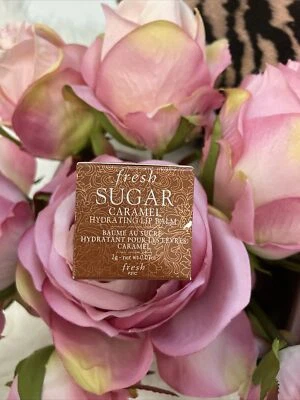 fresh
SUGAR
CARAMEL
HYDRATING LIP BALM
BAUME AU SUCRE
HYDRATANT POUR LES LÈVRES
CARAMEL
fresh